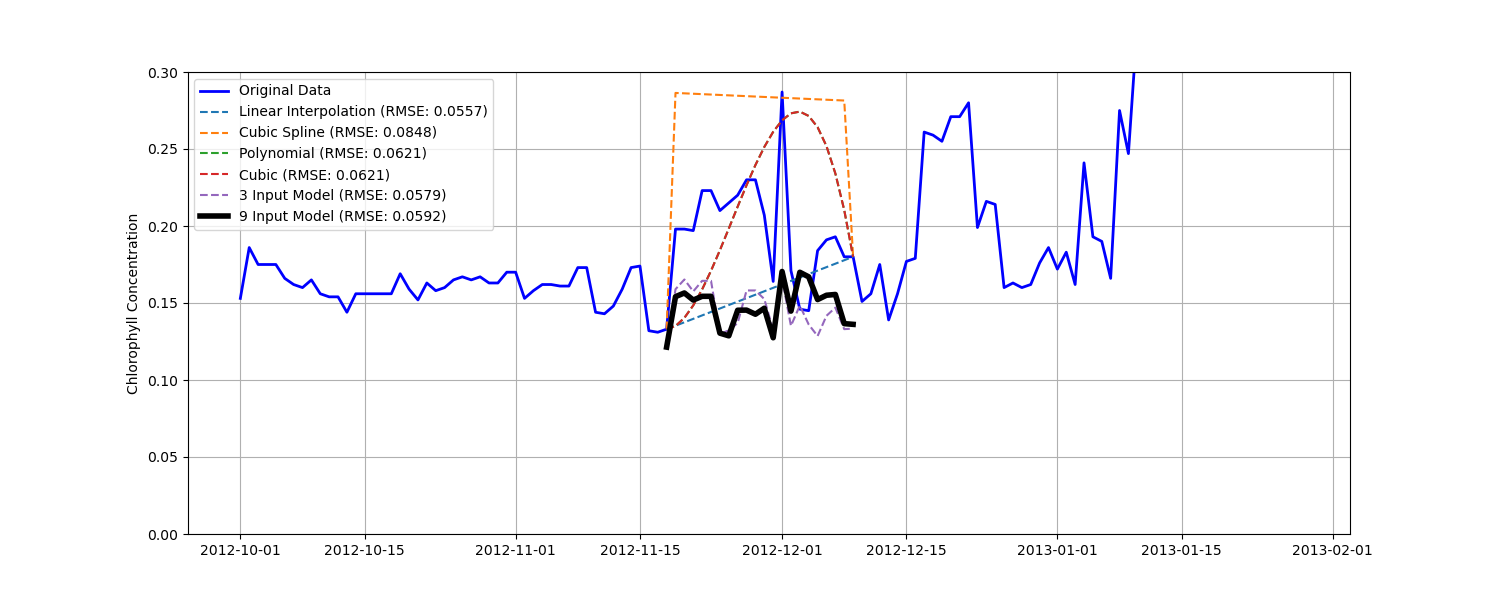 0.30
0.25
0.20
0.15
0.10
0.05
0.00
Chlorophyll Concentration
Original Data
Linear Interpolation (RMSE: 0.0557)
Cubic Spline (RMSE: 0.0848)
Polynomial (RMSE: 0.0621)
Cubic (RMSE: 0.0621)
3 Input Model (RMSE: 0.0579)
9 Input Model (RMSE: 0.0592)
2012-10-01 2012-10-15 2012-11-01 2012-11-15 2012-12-01 2012-12-15 2013-01-01 2013-01-15 2013-02-01